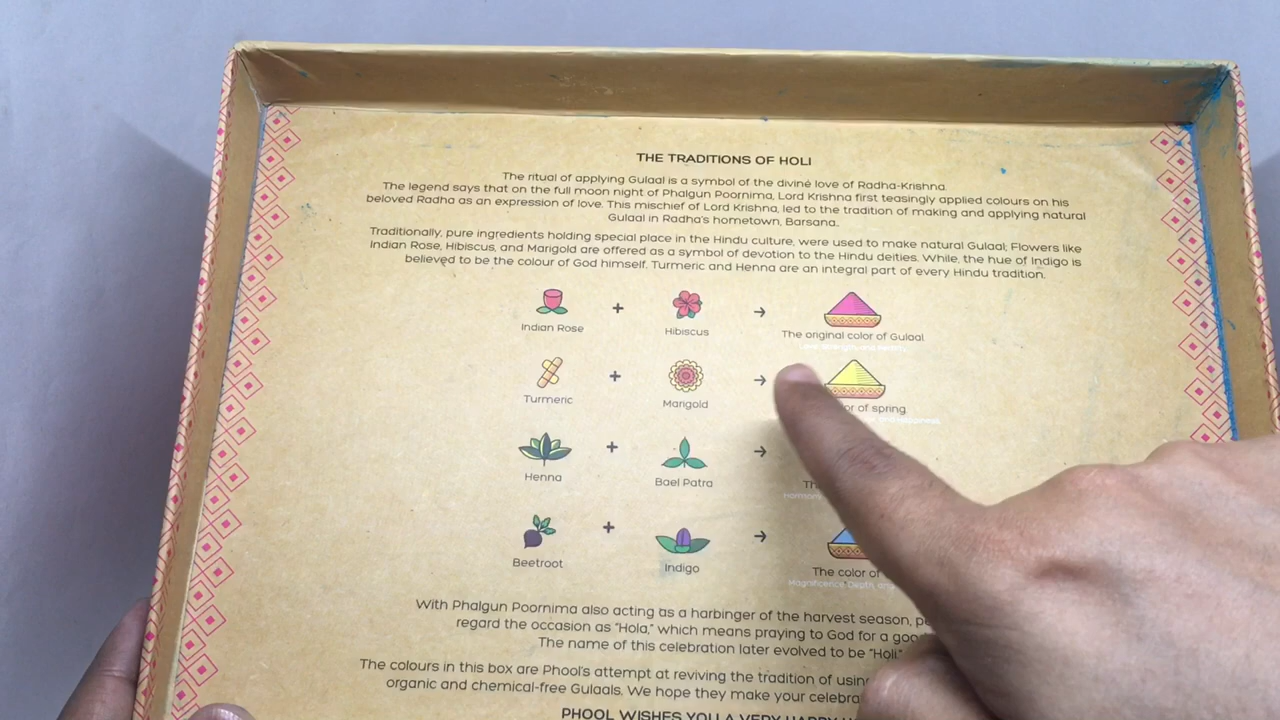 THE TRADITIONS OF HOLI
The ritual of applying Gulaal is a symbol of the divine love of Radha-Krishna.
The legend says that on the full moon night of Phalgun Poornima, Lord Krishna first teasingly applied colours on his
beloved Radha as an expression of love. This mischief of Lord Krishna, led to the tradition of making and applying natural
Gulaal in Radha's hometown, Barsana..
Traditionally, pure ingredients holding special place in the Hindu culture, were used to make natural Gulaal; Flowers like
Indian Rose, Hibiscus, and Marigold are offered as a symbol of devotion to the Hindu deities. While, the hue of Indigo is
believed to be the colour of God himself. Turmeric and Henna are an integral part of every Hindu tradition.
Indian Rose + Hibiscus → The original color of Gulaal
Turmeric + Marigold → of spring
Henna + Bael Patra →
Beetroot + Indigo → The color of
Magnificence Depth
With Phalgun Poornima also acting as a harbinger of the harvest season,
regard the occasion as "Hola," which means praying to God for a
The name of this celebration later evolved to be "Holi."
The colours in this box are Phool's attempt at reviving the tradition of
organic and chemical-free Gulaals. We hope they make your
PHOOL WISHES YOU A VERY